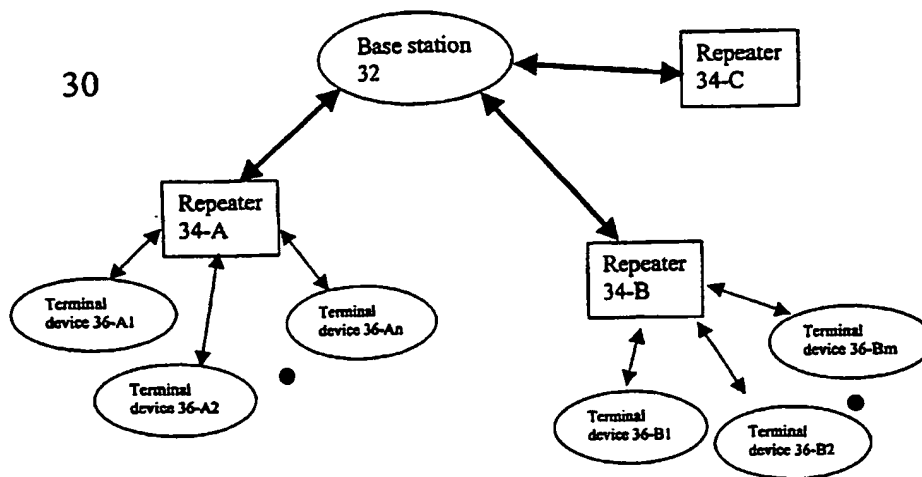 30
Base station
32
Repeater
34-C
Repeater
34-A
Repeater
34-B
Terminal
device 36-A1
Terminal
device 36-An
Terminal
device 36-A2
Terminal
device 36-Bm
Terminal
device 36-B1
Terminal
device 36-B2